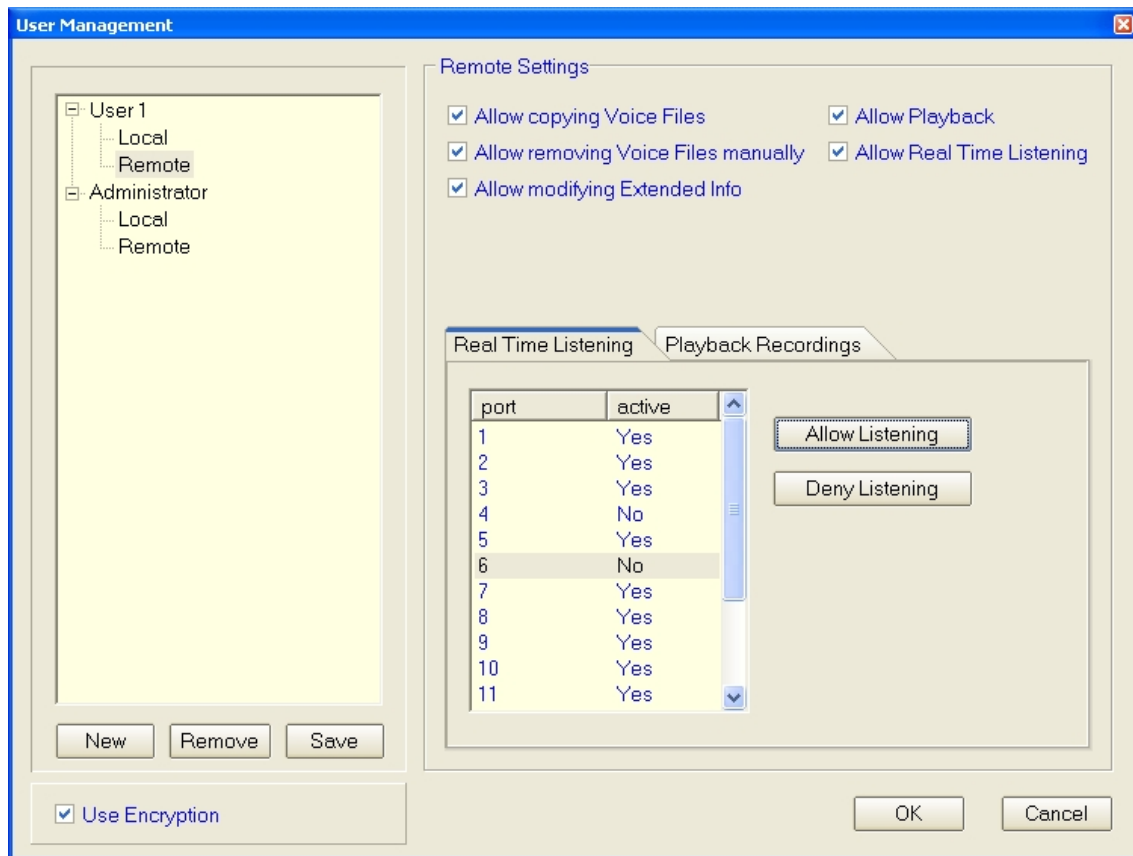 User Management
User 1
Local
Remote
Administrator
Local
Remote
New Remove Save
Use Encryption
Remote Settings
Allow copying Voice Files Allow Playback
Allow removing Voice Files manually Allow Real Time Listening
Allow modifying Extended Info
Real Time Listening Playback Recordings
port active
1 Yes
2 Yes
3 Yes
4 No
5 Yes
6 No
7 Yes
8 Yes
9 Yes
10 Yes
11 Yes
Allow Listening
Deny Listening
OK Cancel